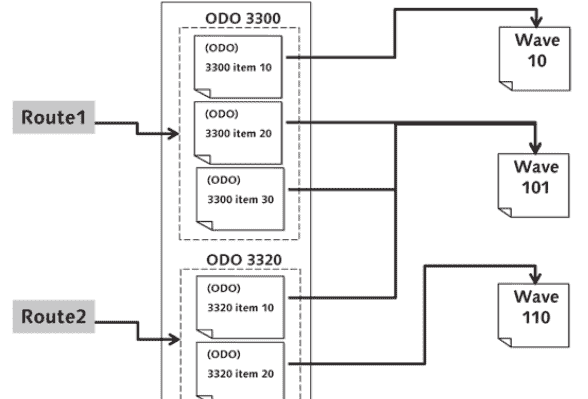 ODO 3300
(ODO)
3300 item 10
Wave
10
Route1
(ODO)
3300 item 20
(ODO)
3300 item 30
Wave
101
ODO 3320
(ODO)
3320 item 10
Wave
110
Route2
(ODO)
3320 item 20